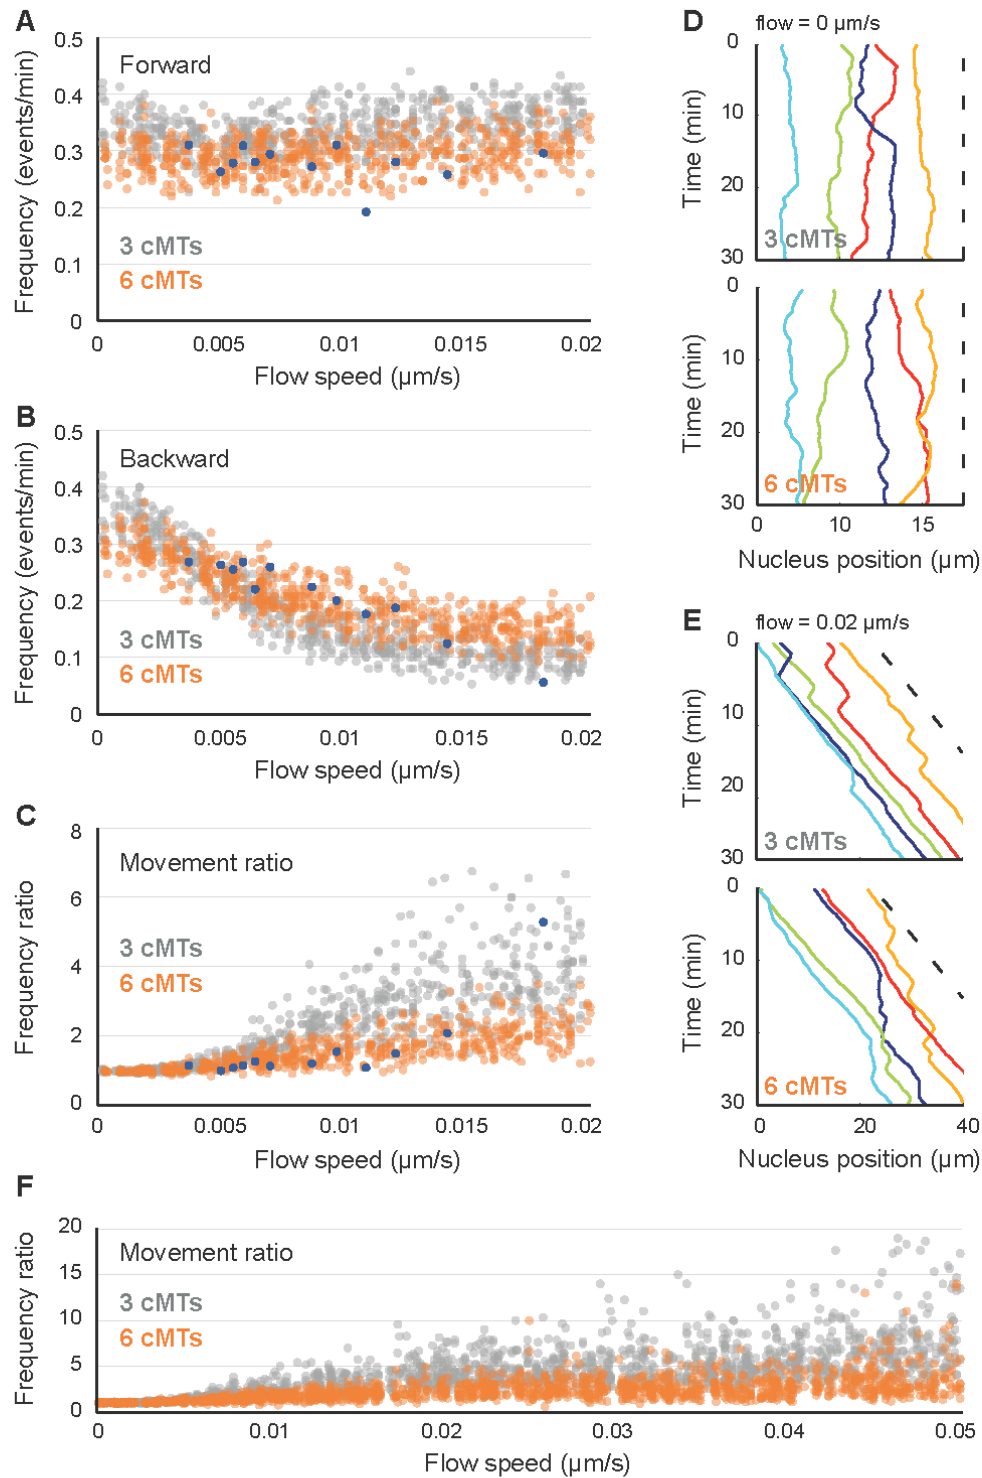 A
Frequency (events/min)
0.5
0.4
0.3
0.2
0.1
0
Forward
3 cMTs
6 cMTs
0 0.005 0.01 0.015 0.02
Flow speed (µm/s)
B
Frequency (events/min)
0.5
0.4
0.3
0.2
0.1
0
Backward
3 cMTs
6 cMTs
0 0.005 0.01 0.015 0.02
Flow speed (µm/s)
C
Frequency ratio
8
6
4
2
0
Movement ratio
3 cMTs
6 cMTs
0 0.005 0.01 0.015 0.02
Flow speed (µm/s)
D
flow = 0 µm/s
Time (min)
0
10
20
30
3 cMTs
Time (min)
0
10
20
30
6 cMTs
0 10 15
Nucleus position (µm)
E
flow = 0.02 µm/s
Time (min)
0
10
20
30
3 cMTs
Time (min)
0
10
20
30
6 cMTs
0 20 40
Nucleus position (µm)
F
Frequency ratio
20
15
10
5
0
Movement ratio
3 cMTs
6 cMTs
0 0.01 0.02 0.03 0.04 0.05
Flow speed (µm/s)